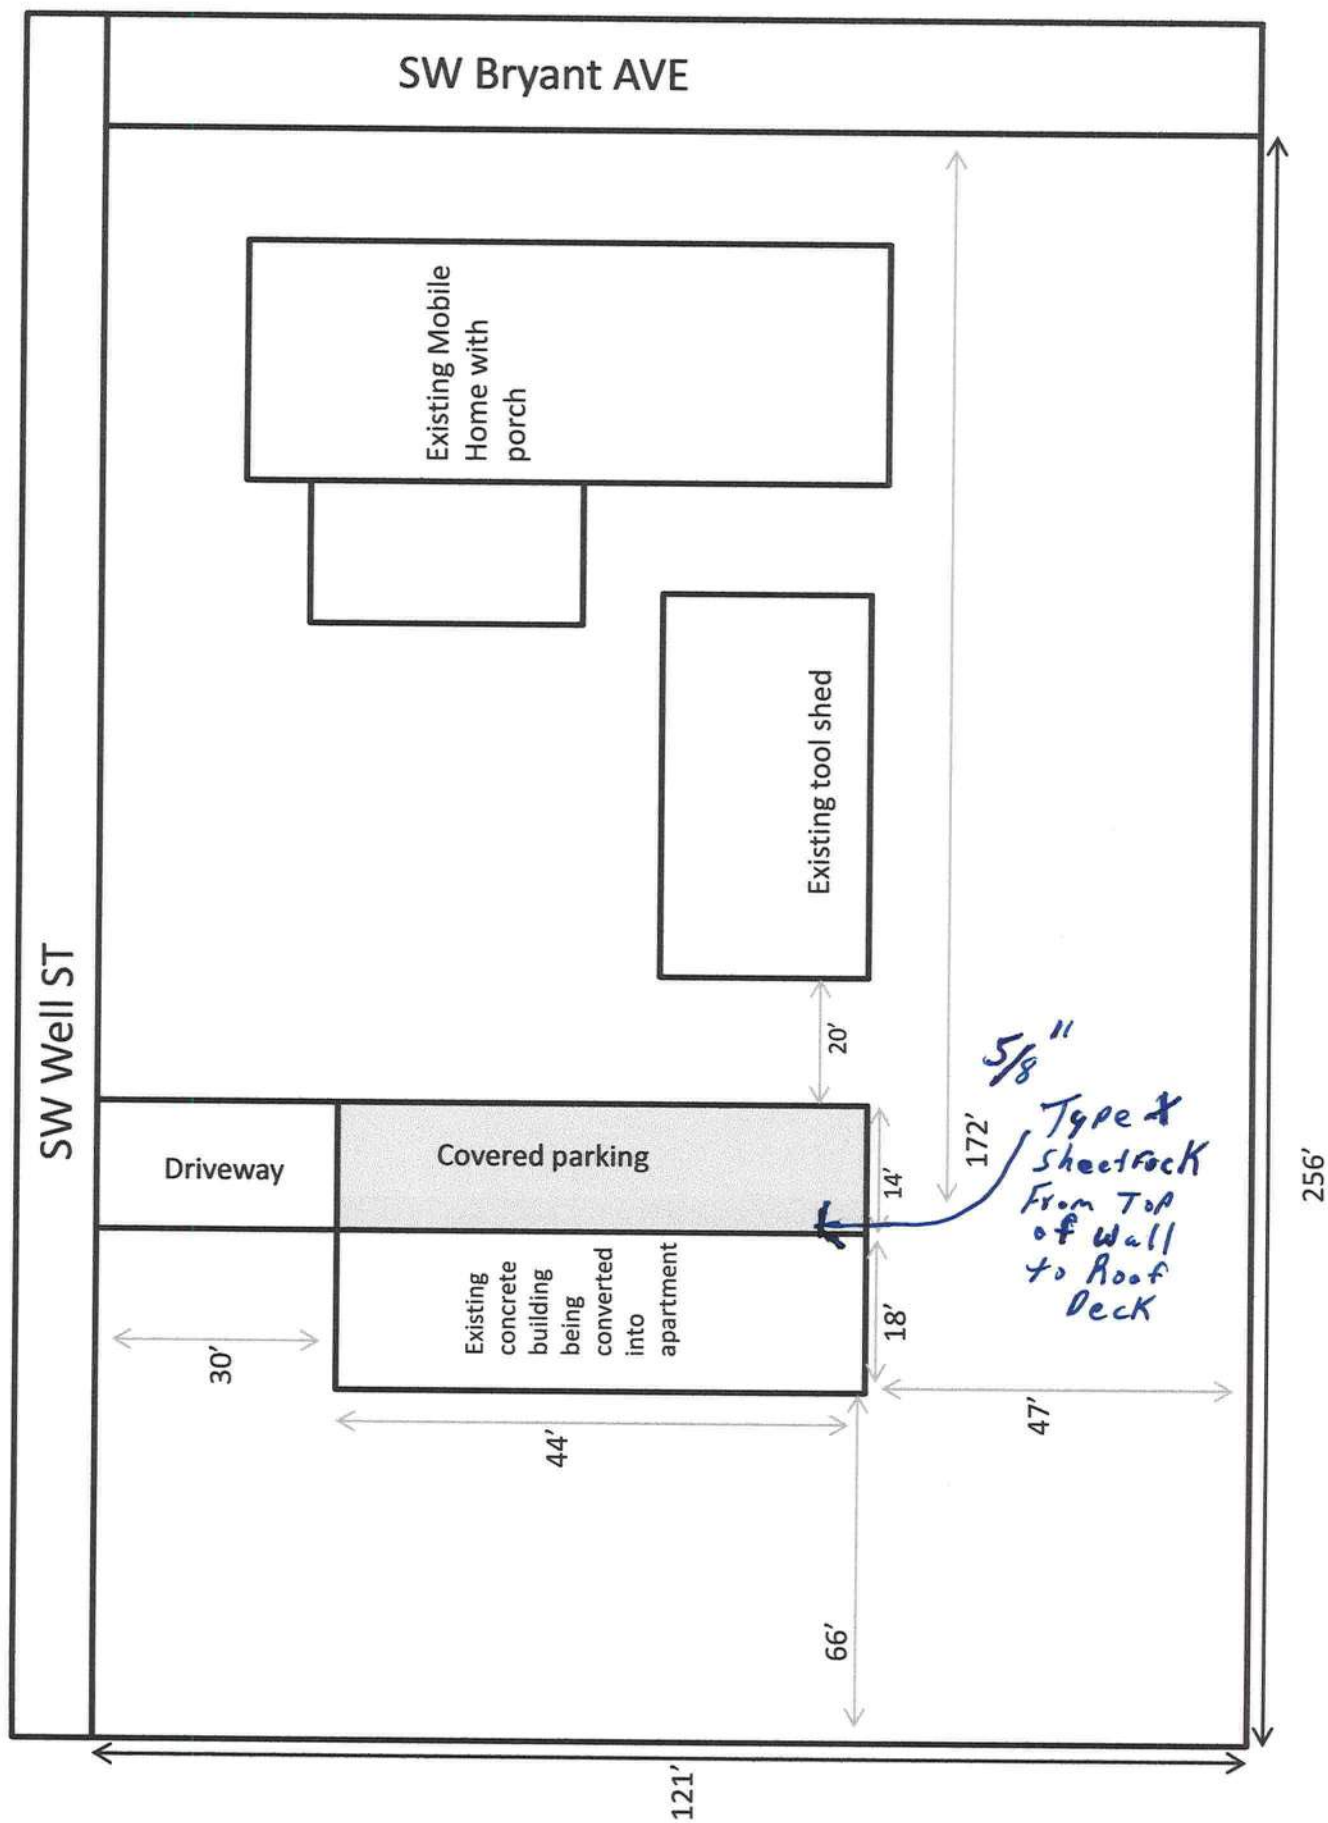 SW Bryant AVE
SW Well ST
Existing Mobile
Home with
porch
Existing tool shed
20'
Driveway
Covered parking
14'
172'
5/8"
Type X
Sheetrock
From Top
of Wall
to Roof
Deck
Existing
concrete
building
being
converted
into
apartment
18'
30'
44'
47'
66'
256'
121'